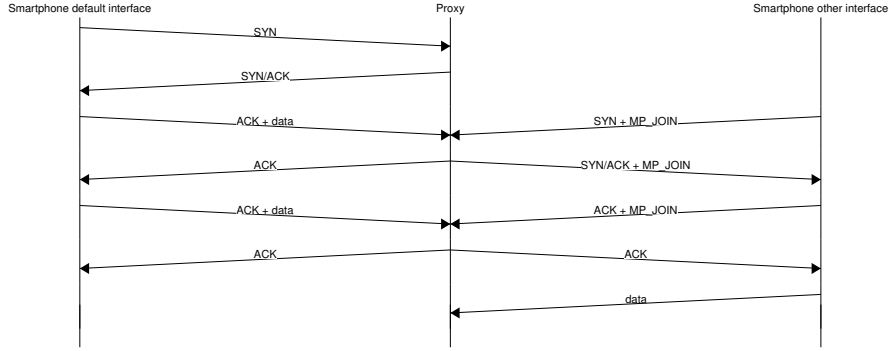 Smartphone default interface
Proxy
Smartphone other interface
SYN
SYN/ACK
ACK + data
SYN + MP_JOIN
ACK
SYN/ACK + MP_JOIN
ACK + data
ACK + MP_JOIN
ACK
ACK
data